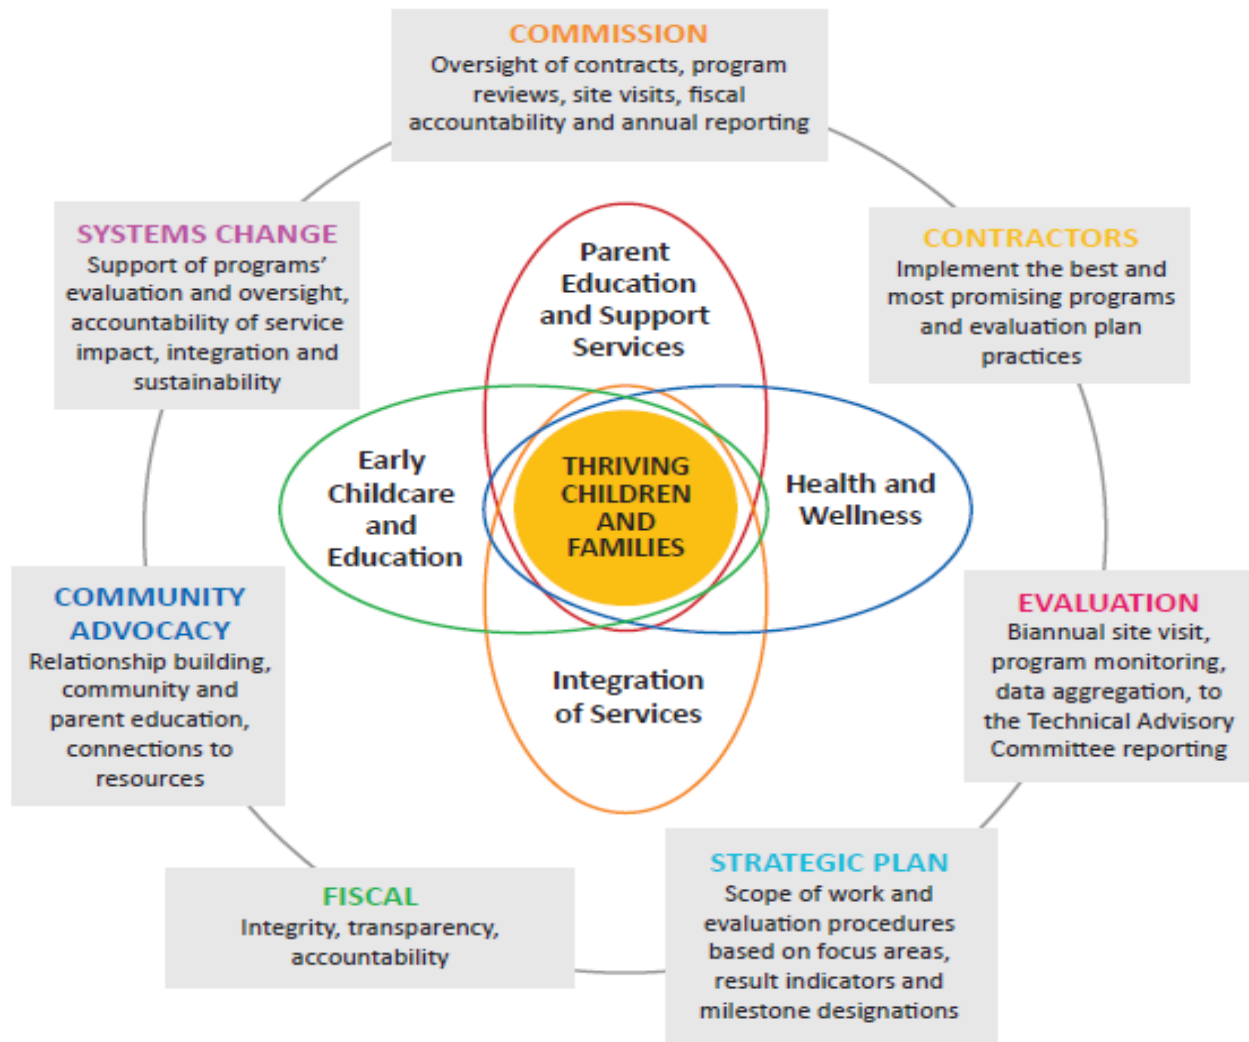 COMMISSION
Oversight of contracts, program
reviews, site visits, fiscal
accountability and annual reporting
SYSTEMS CHANGE
Support of programs'
evaluation and oversight,
accountability of service
impact, integration and
sustainability
CONTRACTORS
Implement the best and
most promising programs
and evaluation plan
practices
Parent
Education
and Support
Services
Early
Childcare
and
Education
THRIVING
CHILDREN
AND
FAMILIES
Health and
Wellness
Integration
of Services
COMMUNITY
ADVOCACY
Relationship building,
community and
parent education,
connections to
resources
EVALUATION
Biannual site visit,
program monitoring,
data aggregation, to
the Technical Advisory
Committee reporting
FISCAL
Integrity, transparency,
accountability
STRATEGIC PLAN
Scope of work and
evaluation procedures
based on focus areas,
result indicators and
milestone designations